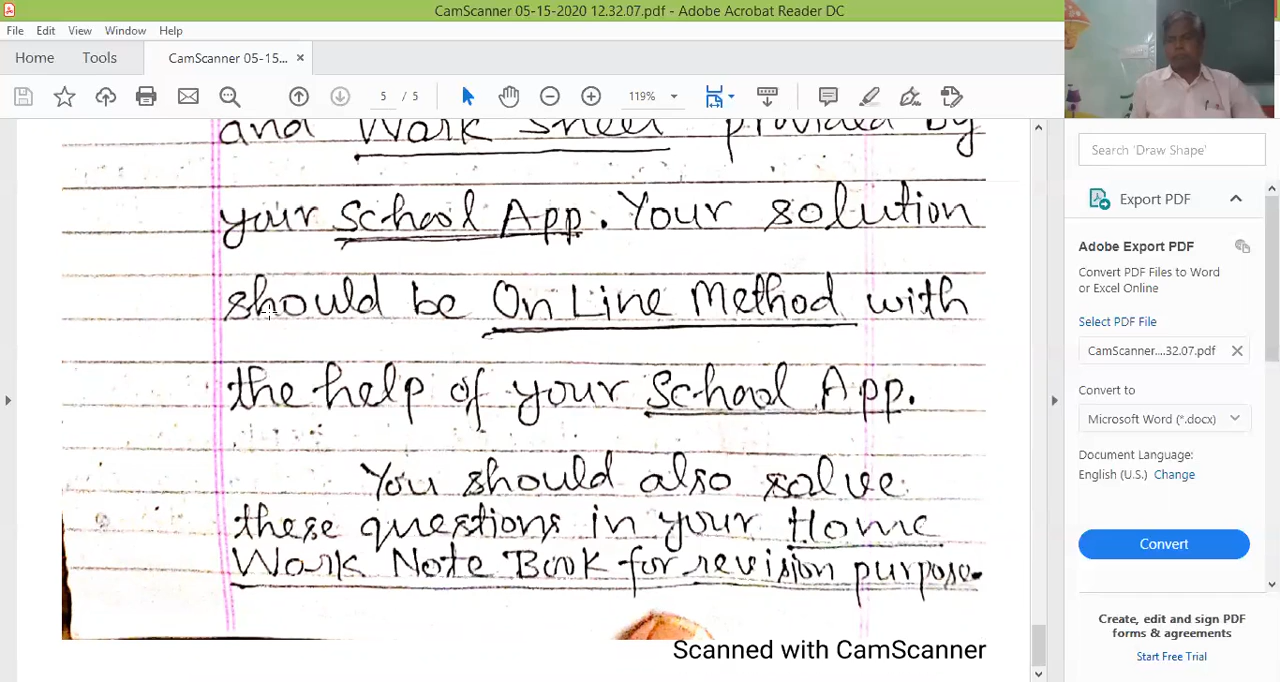 CamScanner 05-15-2020 12.32.07.pdf - Adobe Acrobat Reader DC
File Edit View Window Help
Home Tools CamScanner 05-15... ×
5 / 5 119%
and Work Sheet provided by
your School App. Your solution
should be On Line Method with
the help of your School App.
You should also solve
these questions in your Home
Work Note Book for revision purpose.
Scanned with CamScanner
Search 'Draw Shape'
Export PDF
Adobe Export PDF
Convert PDF Files to Word
or Excel Online
Select PDF File
CamScanner....32.07.pdf ×
Convert to
Microsoft Word (*.docx)
Document Language:
English (U.S.) Change
Convert
Create, edit and sign PDF
forms & agreements
Start Free Trial